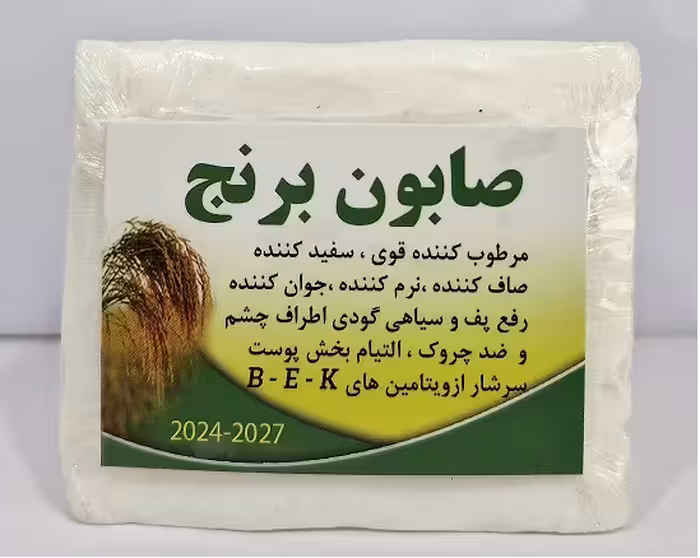 صابون برنج
مرطوب کننده قوی ، سفید کننده
صاف کننده ،نرم کننده ،جوان کننده
رفع پف و سیاهی گودی اطراف چشم
و ضد چروک ، التیام بخش پوست
سرشار ازویتامین های B - E - K
2024-2027